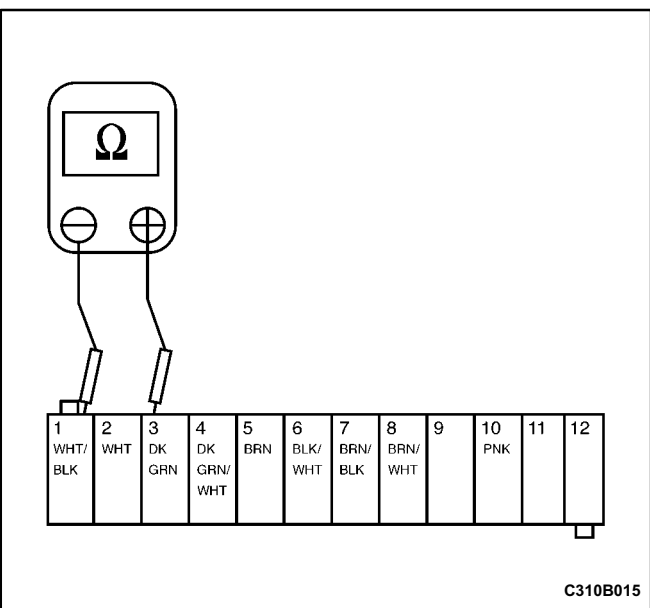 Ω
1 2 3 4 5 6 7 8 9 10 11 12
WHT/ WHT DK DK BRN BLK/ BRN/ BRN/ PNK
BLK GRN GRN/ WHT BLK WHT
WHT
C310B015